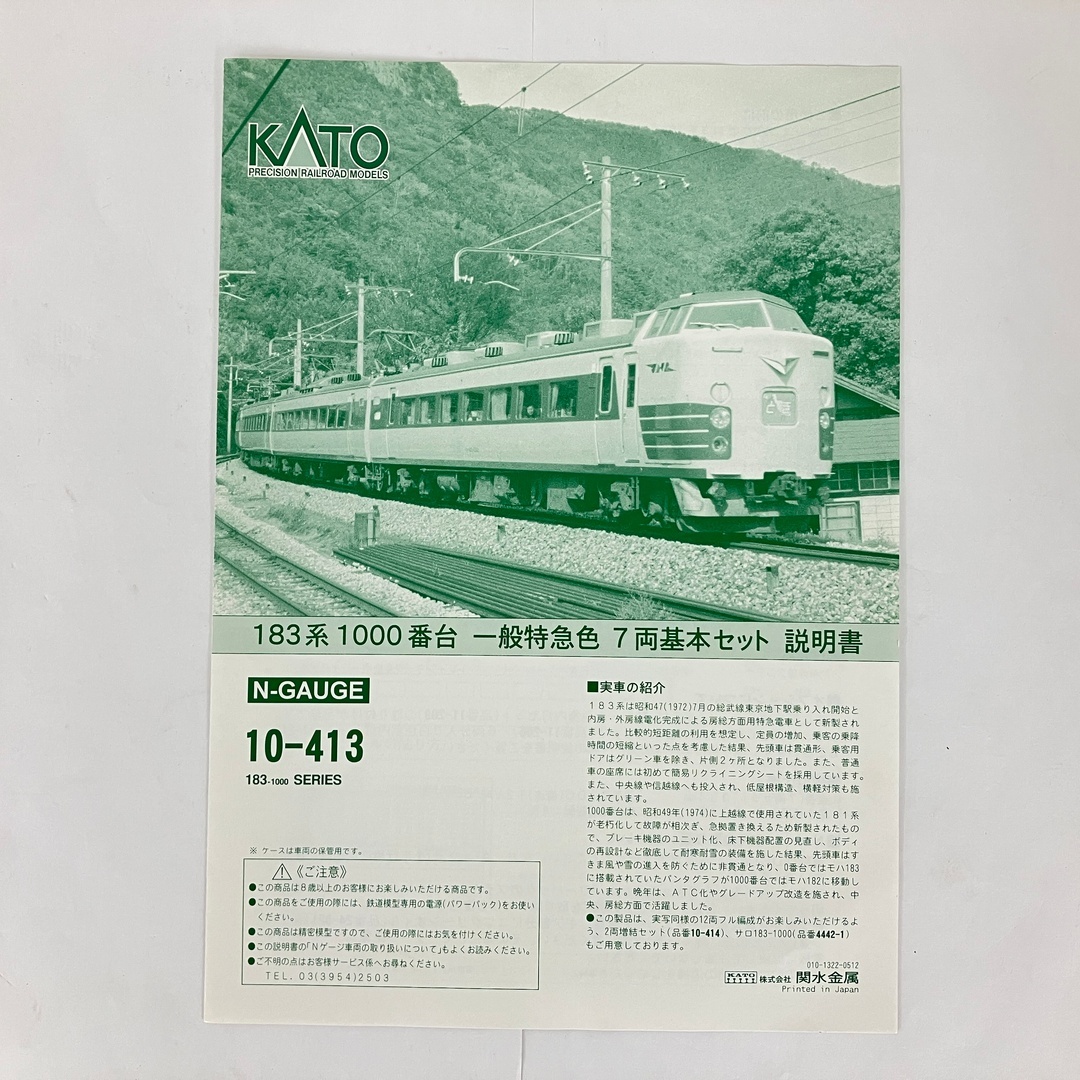 KATO
PRECISION RAILROAD MODELS
183系 1000番台 一般特急色 7両基本セット 説明書
N-GAUGE
10-413
183-1000 SERIES
※ ケースは車両の保管用です。
《ご注意》
●この商品は8歳以上のお客様にお楽しみいただける商品です。
●この商品をご使用の際には、鉄道模型専用の電源(パワーパック)をお使い
ください。
●この商品は精密模型ですので、ご使用の際にはお気を付けください。
●この説明書の「Nゲージ車両の取り扱いについて」もよくお読みください。
●ご不明の点はお客様サービス係へお尋ねください。
TEL. 03(3954)2503
■実車の紹介
183系は昭和47(1972)7月の総武線東京地下駅乗り入れ開始と
内房・外房線電化完成による房総方面用特急電車として新製され
ました。比較的短距離の利用を想定し、定員の増加、乗客の乗降
時間の短縮といった点を考慮した結果、先頭車は貫通形、乗客用
ドアはグリーン車を除き、片側2ヶ所となりました。また、普通
車の座席には初めて簡易リクライニングシートを採用しています。
また、中央線や信越線へも投入され、低屋根構造、横軽対策も施
されています。
1000番台は、昭和49年(1974)に上越線で使用されていた181系
が老朽化して故障が相次ぎ、急拠置き換えるため新製されたもの
で、ブレーキ機器のユニット化、床下機器配置の見直し、ボディ
の再設計など徹底して耐寒耐雪の装備を施した結果、先頭車はす
きま風や雪の進入を防ぐために非貫通となり、0番台ではモハ183
に搭載されていたパンタグラフが1000番台ではモハ182に移動し
ています。晩年は、ATC化やグレードアップ改造を施され、中
央、房総方面で活躍しました。
●この製品は、実写同様の12両フル編成がお楽しみいただけるよ
う、2両増結セット(品番10-414)、サロ183-1000(品番4442-1)
もご用意しております。
010-1322-0512
KATO 株式会社 関水金属
Printed in Japan